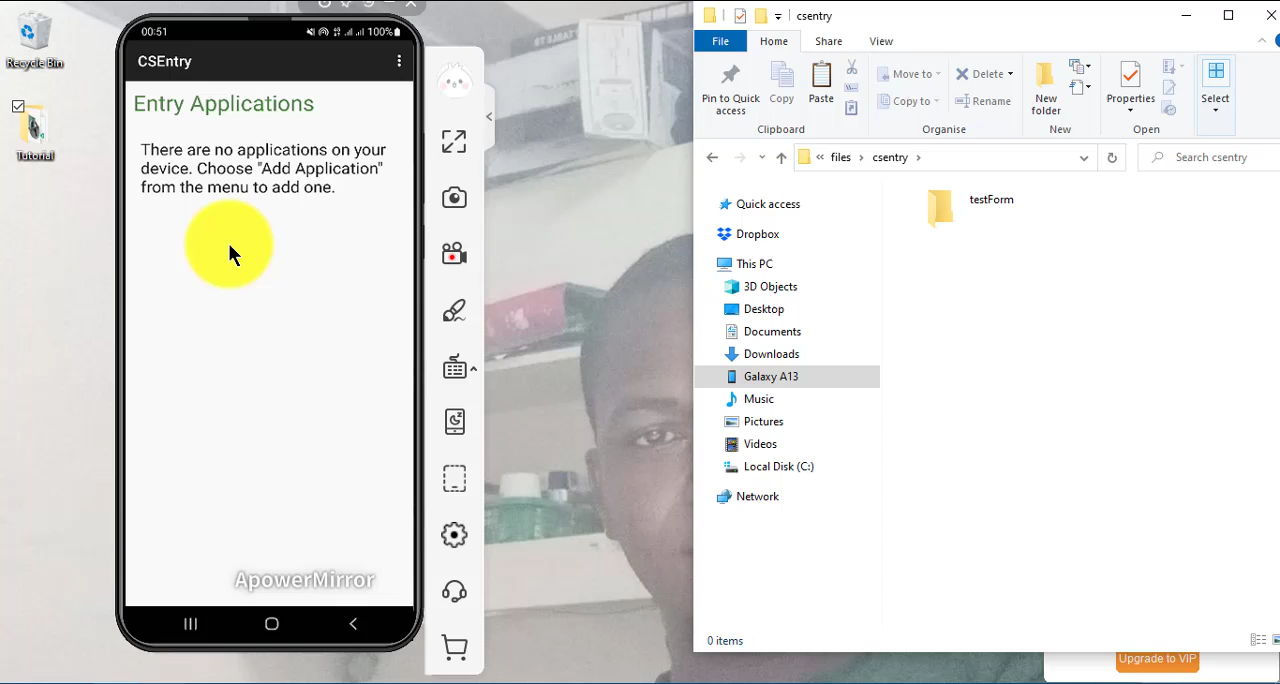 Recycle Bin
Tutorial
00:51
100%
CSEntry
Entry Applications
There are no applications on your
device. Choose "Add Application"
from the menu to add one.
ApowerMirror
csentry
File
Home
Share
View
Pin to Quick
access
Copy
Paste
Clipboard
Move to
Copy to
Delete
Rename
Organise
New
folder
New
Properties
Open
Select
files
csentry
Search csentry
Quick access
Dropbox
This PC
3D Objects
Desktop
Documents
Downloads
Galaxy A13
Music
Pictures
Videos
Local Disk (C:)
Network
testForm
0 items
Upgrade to VIP